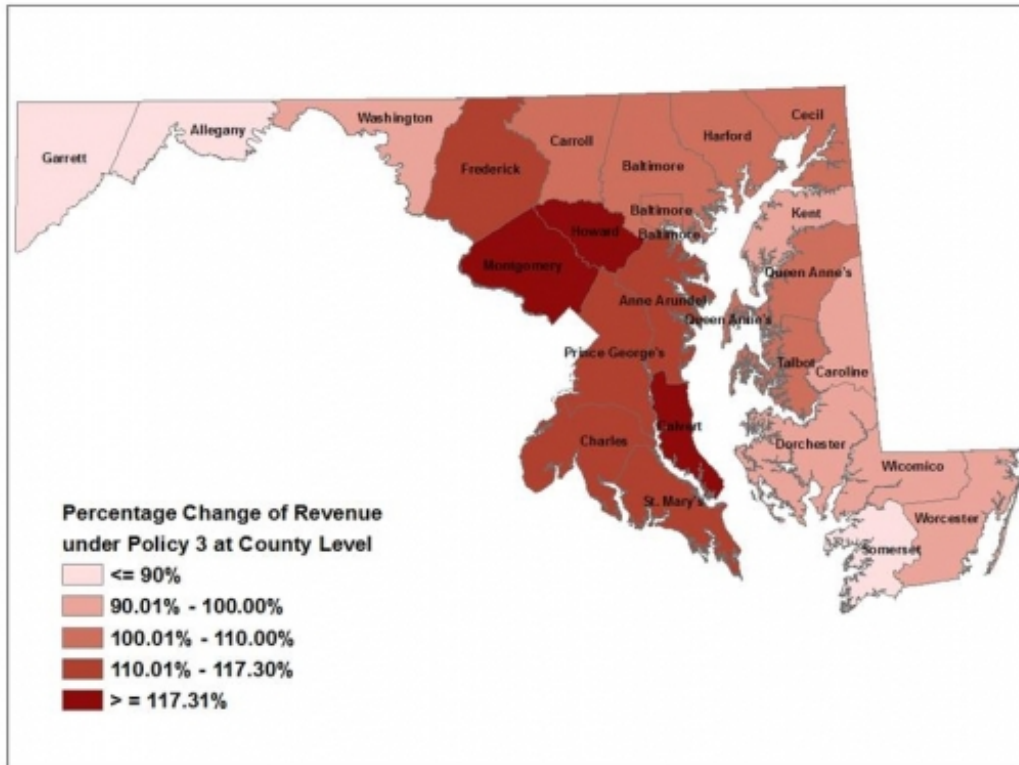 Washington
Allegany
Garrett
Frederick
Carroll
Baltimore
Harford
Cecil
Baltimore
Baltimore
Kent
Howard
Montgomery
Queen Anne's
Anne Arundel
Queen Anne's
Prince George's
Talbot
Caroline
Calvert
Charles
Dorchester
Wicomico
St. Mary's
Worcester
Somerset
Percentage Change of Revenue
under Policy 3 at County Level
<= 90%
90.01% - 100.00%
100.01% - 110.00%
110.01% - 117.30%
> = 117.31%